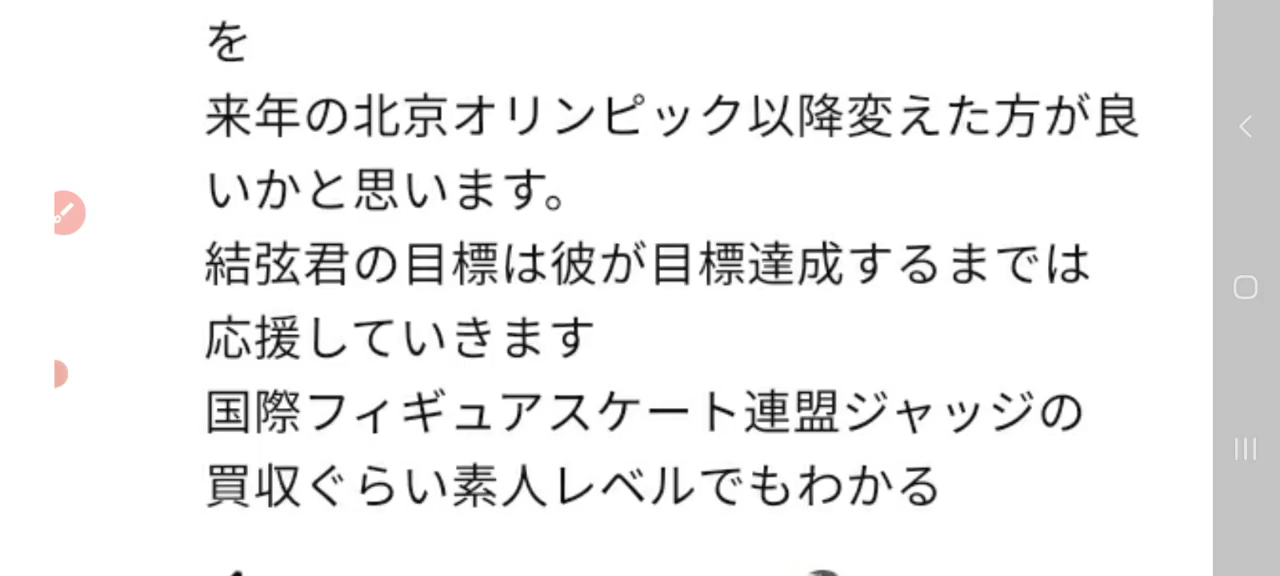 を
来年の北京オリンピック以降変えた方が良
いかと思います。
結弦君の目標は彼が目標達成するまでは
応援していきます
国際フィギュアスケート連盟ジャッジの
買収ぐらい素人レベルでもわかる